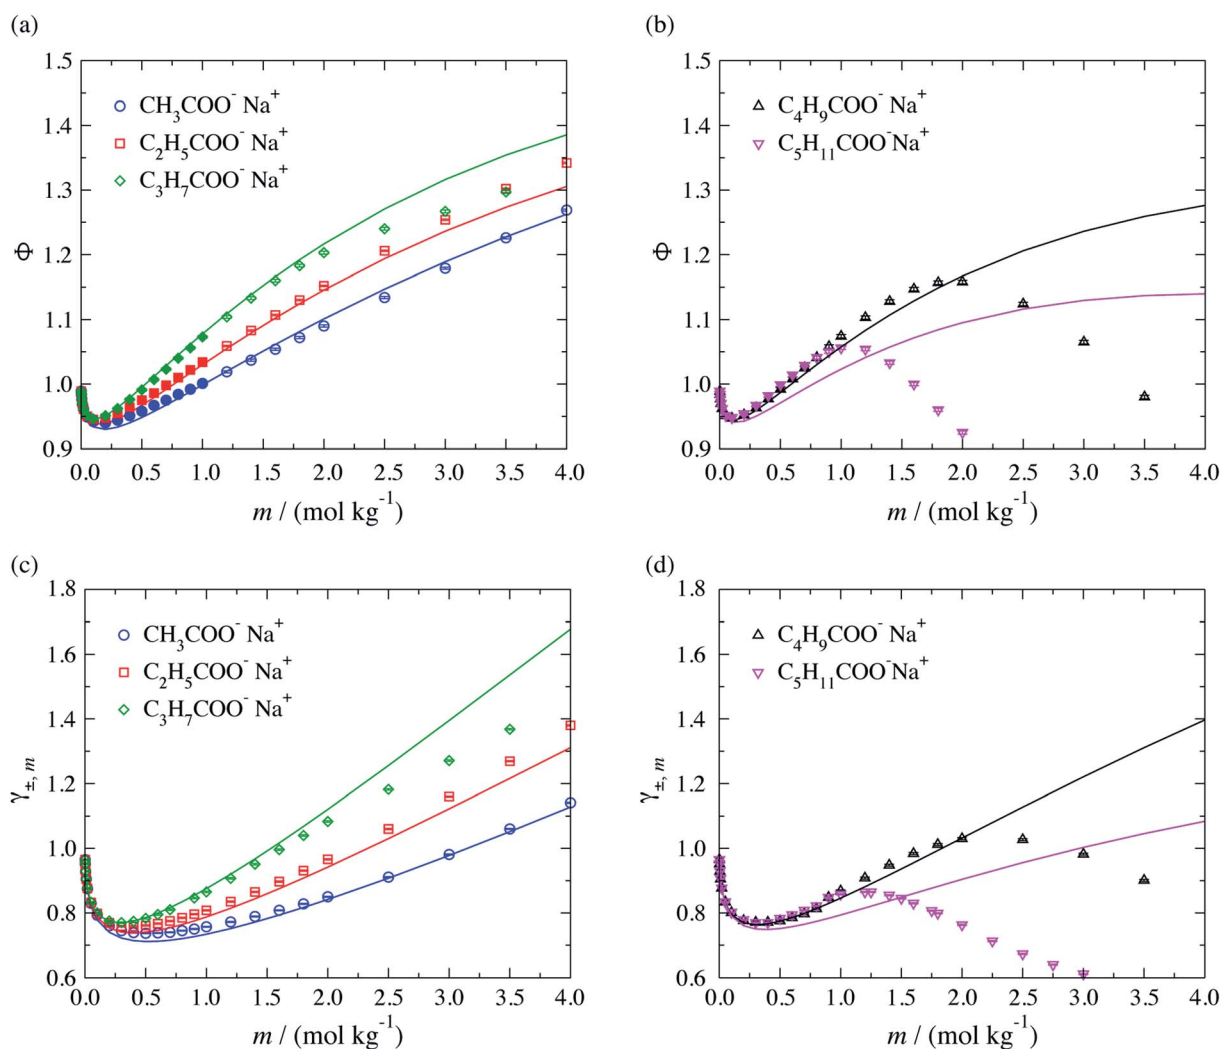 (a)
1.5
1.4
1.3
1.2
1.1
1.0
0.9
Φ
CH₃COO⁻ Na⁺
C₂H₅COO⁻ Na⁺
C₃H₇COO⁻ Na⁺
0.0 0.5 1.0 1.5 2.0 2.5 3.0 3.5 4.0
m / (mol kg⁻¹)
(b)
1.5
1.4
1.3
1.2
1.1
1.0
0.9
Φ
C₄H₉COO⁻ Na⁺
C₅H₁₁COO⁻Na⁺
0.0 0.5 1.0 1.5 2.0 2.5 3.0 3.5 4.0
m / (mol kg⁻¹)
(c)
1.8
1.6
1.4
1.2
1.0
0.8
0.6
γ±, m
CH₃COO⁻ Na⁺
C₂H₅COO⁻ Na⁺
C₃H₇COO⁻ Na⁺
0.0 0.5 1.0 1.5 2.0 2.5 3.0 3.5 4.0
m / (mol kg⁻¹)
(d)
1.8
1.6
1.4
1.2
1.0
0.8
0.6
γ±, m
C₄H₉COO⁻ Na⁺
C₅H₁₁COO⁻Na⁺
0.0 0.5 1.0 1.5 2.0 2.5 3.0 3.5 4.0
m / (mol kg⁻¹)